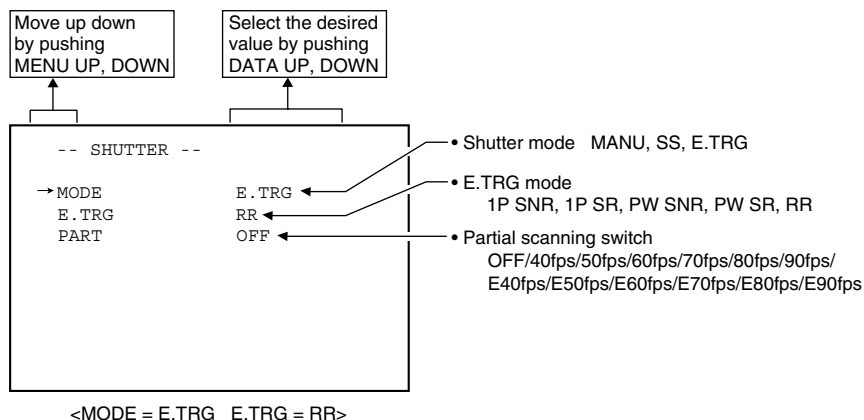 Move up down
by pushing
MENU UP, DOWN
Select the desired
value by pushing
DATA UP, DOWN
-- SHUTTER --
→MODE E.TRG
E.TRG RR
PART OFF
• Shutter mode MANU, SS, E.TRG
• E.TRG mode
1P SNR, 1P SR, PW SNR, PW SR, RR
• Partial scanning switch
OFF/40fps/50fps/60fps/70fps/80fps/90fps/
E40fps/E50fps/E60fps/E70fps/E80fps/E90fps
<MODE = E.TRG E.TRG = RR>